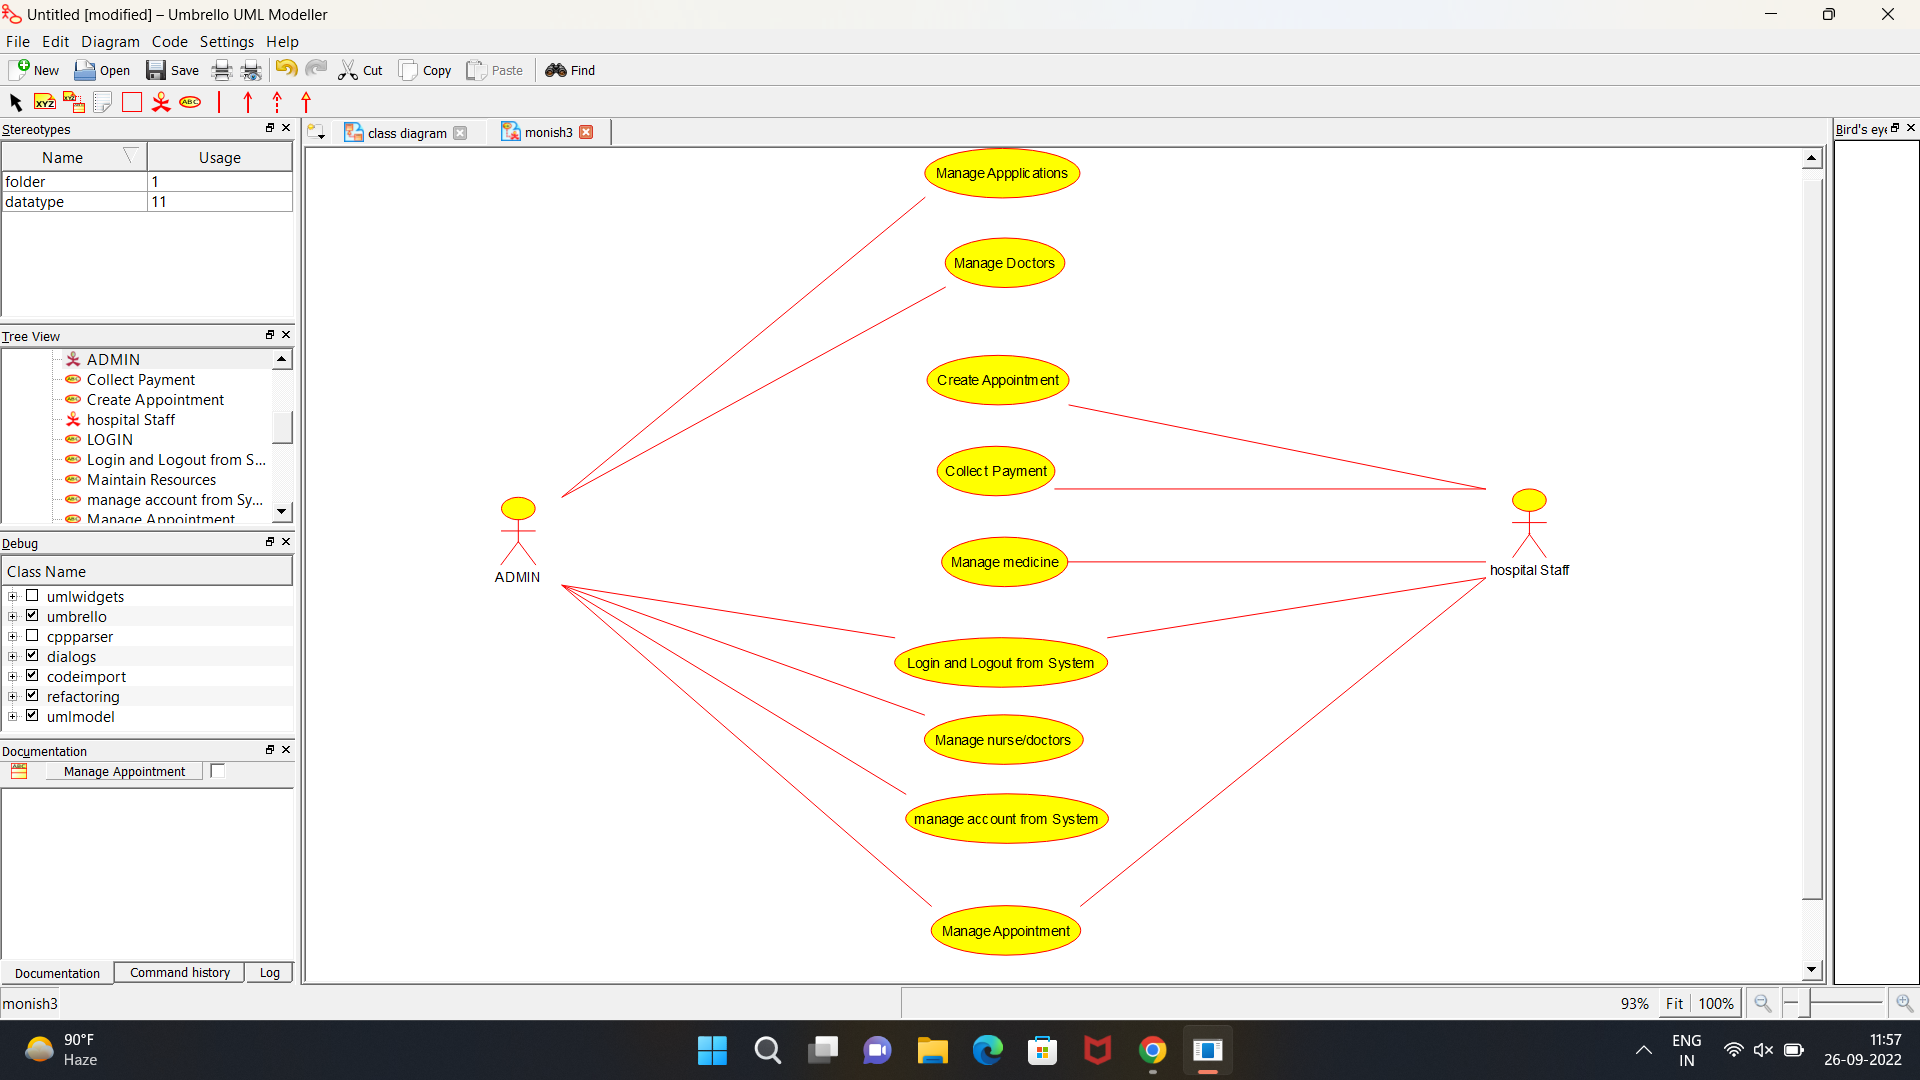 Untitled [modified] – Umbrello UML Modeller
File Edit Diagram Code Settings Help
New Open Save Cut Copy Paste Find
XYZ XYZ ABC
Stereotypes
Name Usage
folder 1
datatype 11
Tree View
ADMIN
Collect Payment
Create Appointment
hospital Staff
LOGIN
Login and Logout from S...
Maintain Resources
manage account from Sy...
Manage Appointment
Debug
Class Name
umlwidgets
umbrello
cppparser
dialogs
codeimport
refactoring
umlmodel
Documentation
Manage Appointment
Documentation Command history Log
class diagram monish3
Manage Appplications
Manage Doctors
Create Appointment
Collect Payment
Manage medicine
Login and Logout from System
Manage nurse/doctors
manage account from System
Manage Appointment
ADMIN
hospital Staff
Bird's eye
monish3
93% Fit 100%
90°F
Haze
ENG
IN
11:57
26-09-2022